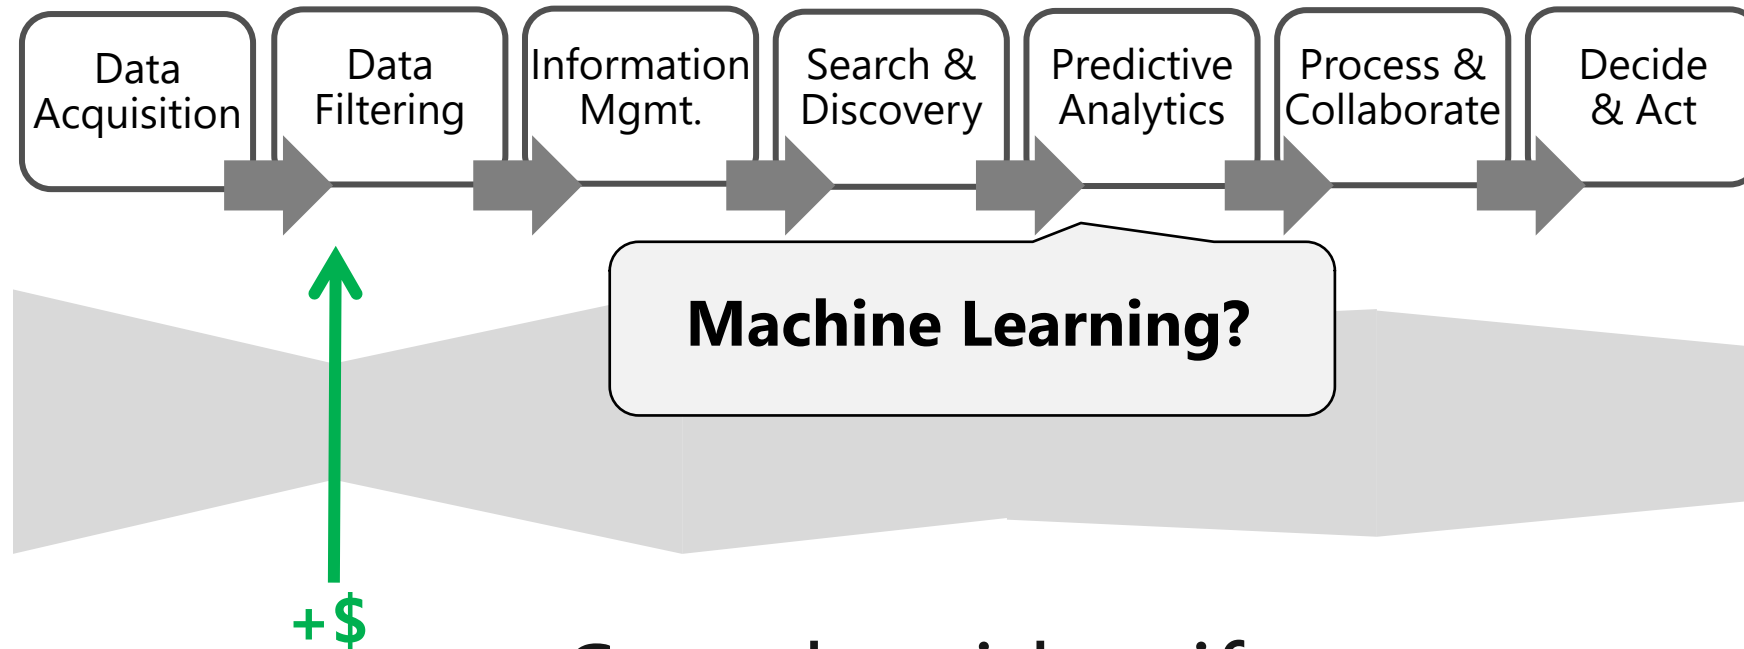 Data
Acquisition
Data
Filtering
Information
Mgmt.
Search &
Discovery
Predictive
Analytics
Process &
Collaborate
Decide
& Act
Machine Learning?
+$